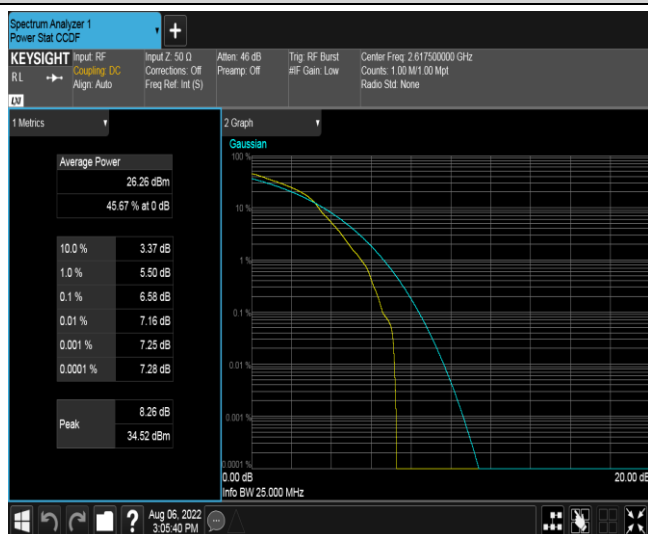 Spectrum Analyzer 1
Power Stat CCDF
+
KEYSIGHT
RL
LXI
Input: RF
Coupling: DC
Align: Auto
Input Z: 50 Ω
Corrections: Off
Freq Ref: Int (S)
Atten: 46 dB
Preamp: Off
Trig: RF Burst
#IF Gain: Low
Center Freq: 2.617500000 GHz
Counts: 1.00 M/1.00 Mpt
Radio Std: None
1 Metrics
Average Power
26.26 dBm
45.67 % at 0 dB
10.0 % 3.37 dB
1.0 % 5.50 dB
0.1 % 6.58 dB
0.01 % 7.16 dB
0.001 % 7.25 dB
0.0001 % 7.28 dB
Peak
8.26 dB
34.52 dBm
2 Graph
Gaussian
100 %
10 %
1 %
0.1 %
0.01 %
0.001 %
0.0001 %
0.00 dB
20.00 dB
Info BW 25.000 MHz
?
Aug 06, 2022
3:05:40 PM